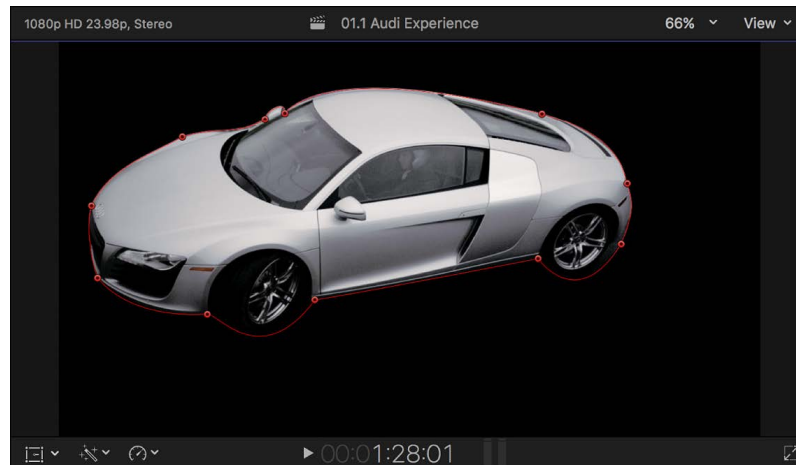 1080p HD 23.98p, Stereo
01.1 Audi Experience
66%
View
00:01:28:01